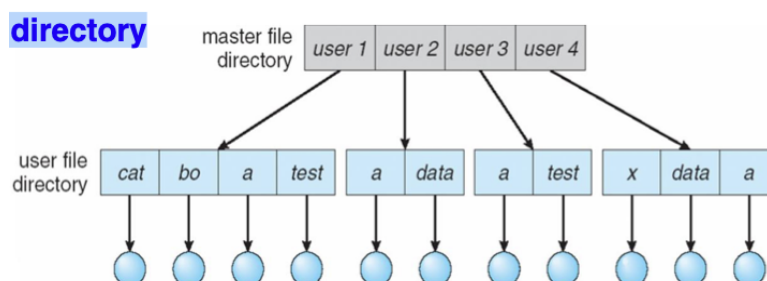 directory
master file
directory
user 1 user 2 user 3 user 4
user file
directory
cat bo a test a data a test x data a